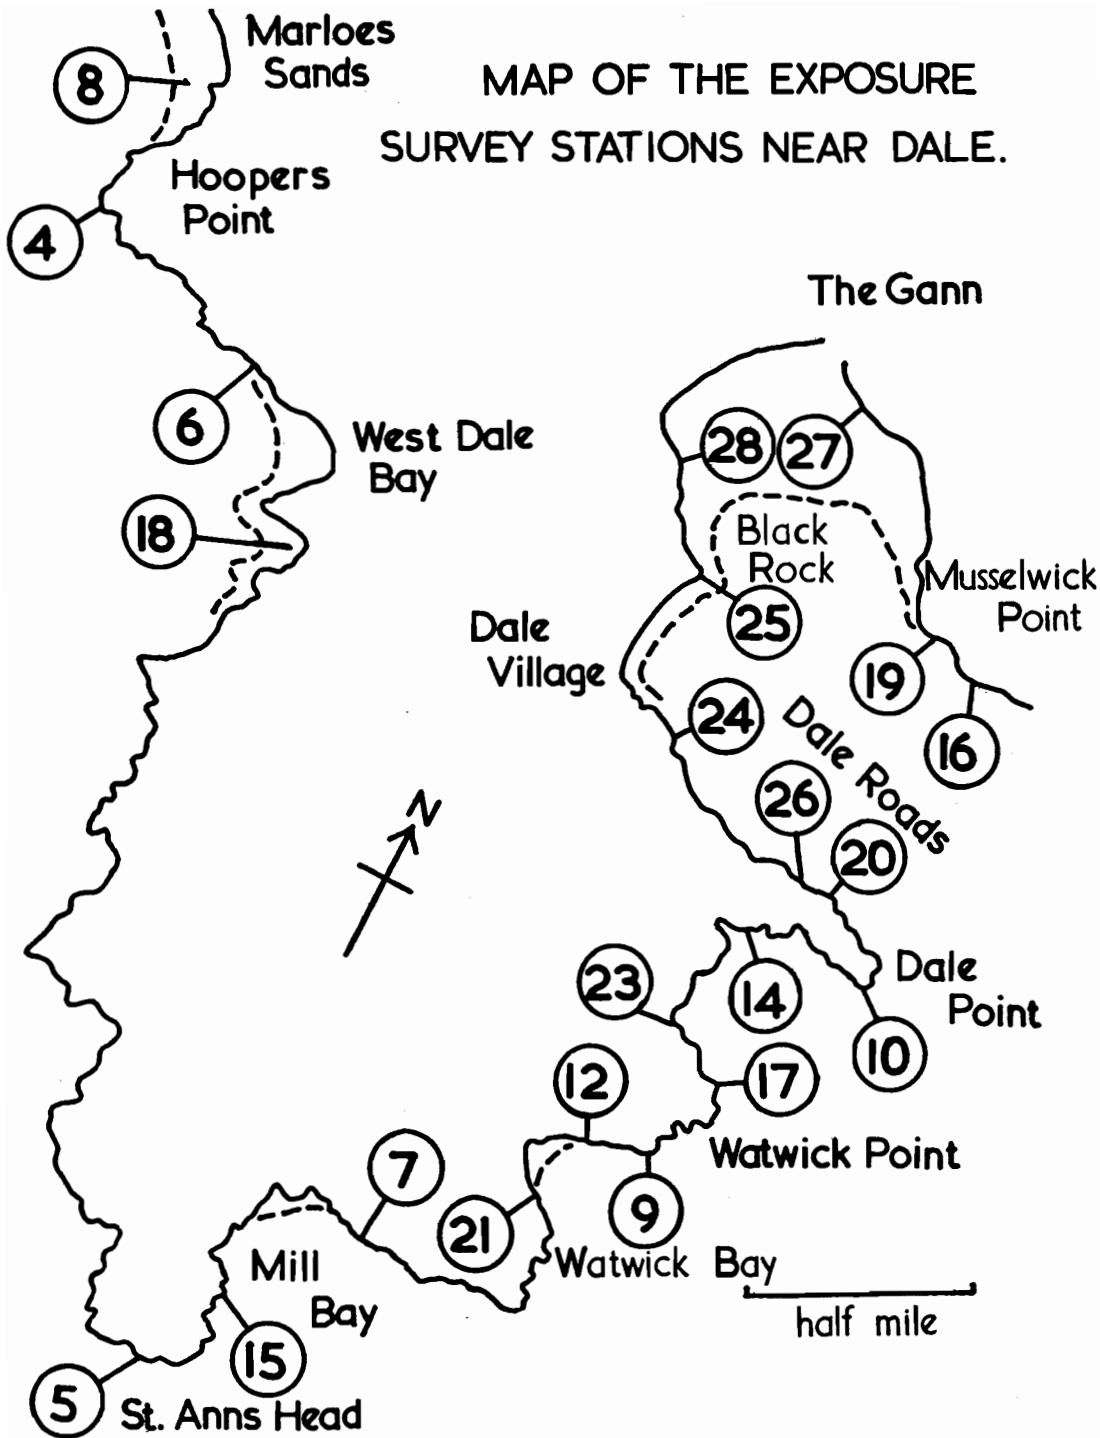 Marloes
Sands
8
MAP OF THE EXPOSURE
SURVEY STATIONS NEAR DALE.
Hoopers
Point
4
The Gann
6
West Dale
Bay
28
27
18
Black
Rock
Musselwick
Point
25
Dale
Village
19
24
Dale Roads
16
26
20
N
Dale
Point
23
14
10
12
17
Watwick Point
7
9
21
Watwick Bay
Mill
Bay
half mile
15
5
St. Anns Head